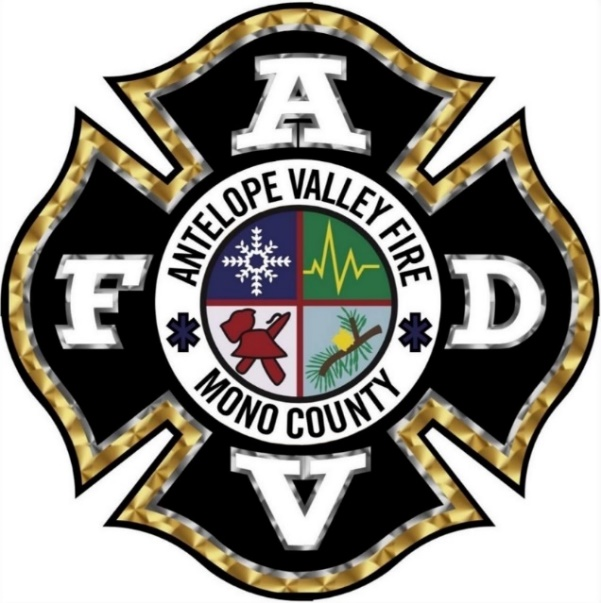 A
ANTELOPE VALLEY FIRE
F D
MONO COUNTY
V